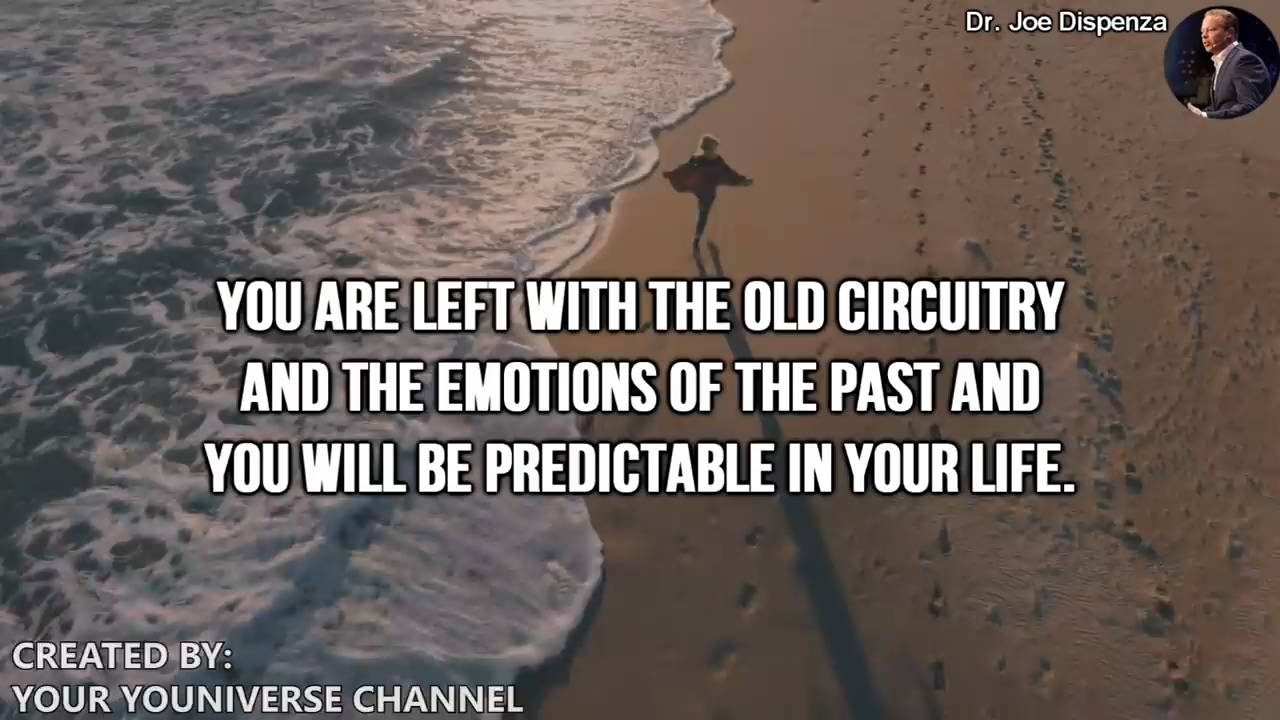 Dr. Joe Dispenza
YOU ARE LEFT WITH THE OLD CIRCUITRY
AND THE EMOTIONS OF THE PAST AND
YOU WILL BE PREDICTABLE IN YOUR LIFE.
CREATED BY:
YOUR YOUNIVERSE CHANNEL